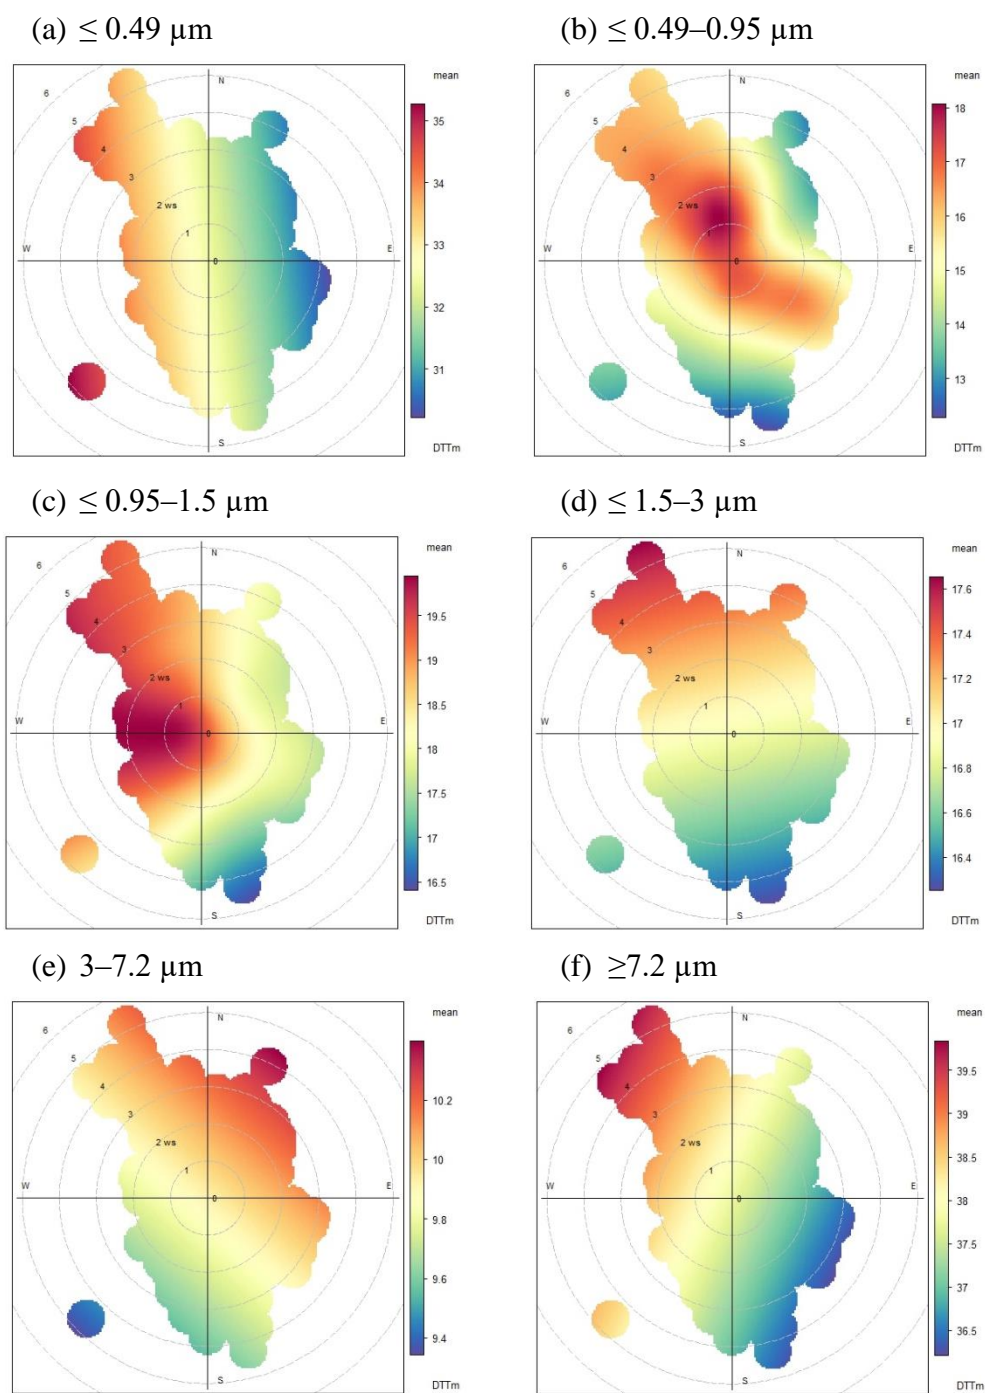 (a) ≤ 0.49 µm
mean
N
6
5
4
3
2 ws
1
0
W
E
S
35
34
33
32
31
DTTm
(b) ≤ 0.49–0.95 µm
mean
N
6
5
4
3
2 ws
1
0
W
E
S
18
17
16
15
14
13
DTTm
(c) ≤ 0.95–1.5 µm
mean
N
6
5
4
3
2 ws
1
0
W
E
S
19.5
19
18.5
18
17.5
17
16.5
DTTm
(d) ≤ 1.5–3 µm
mean
N
6
5
4
3
2 ws
1
0
W
E
S
17.6
17.4
17.2
17
16.8
16.6
16.4
DTTm
(e) 3–7.2 µm
mean
N
6
5
4
3
2 ws
1
0
W
E
S
10.2
10
9.8
9.6
9.4
DTTm
(f) ≥7.2 µm
mean
N
6
5
4
3
2 ws
1
0
W
E
S
39.5
39
38.5
38
37.5
37
36.5
DTTm